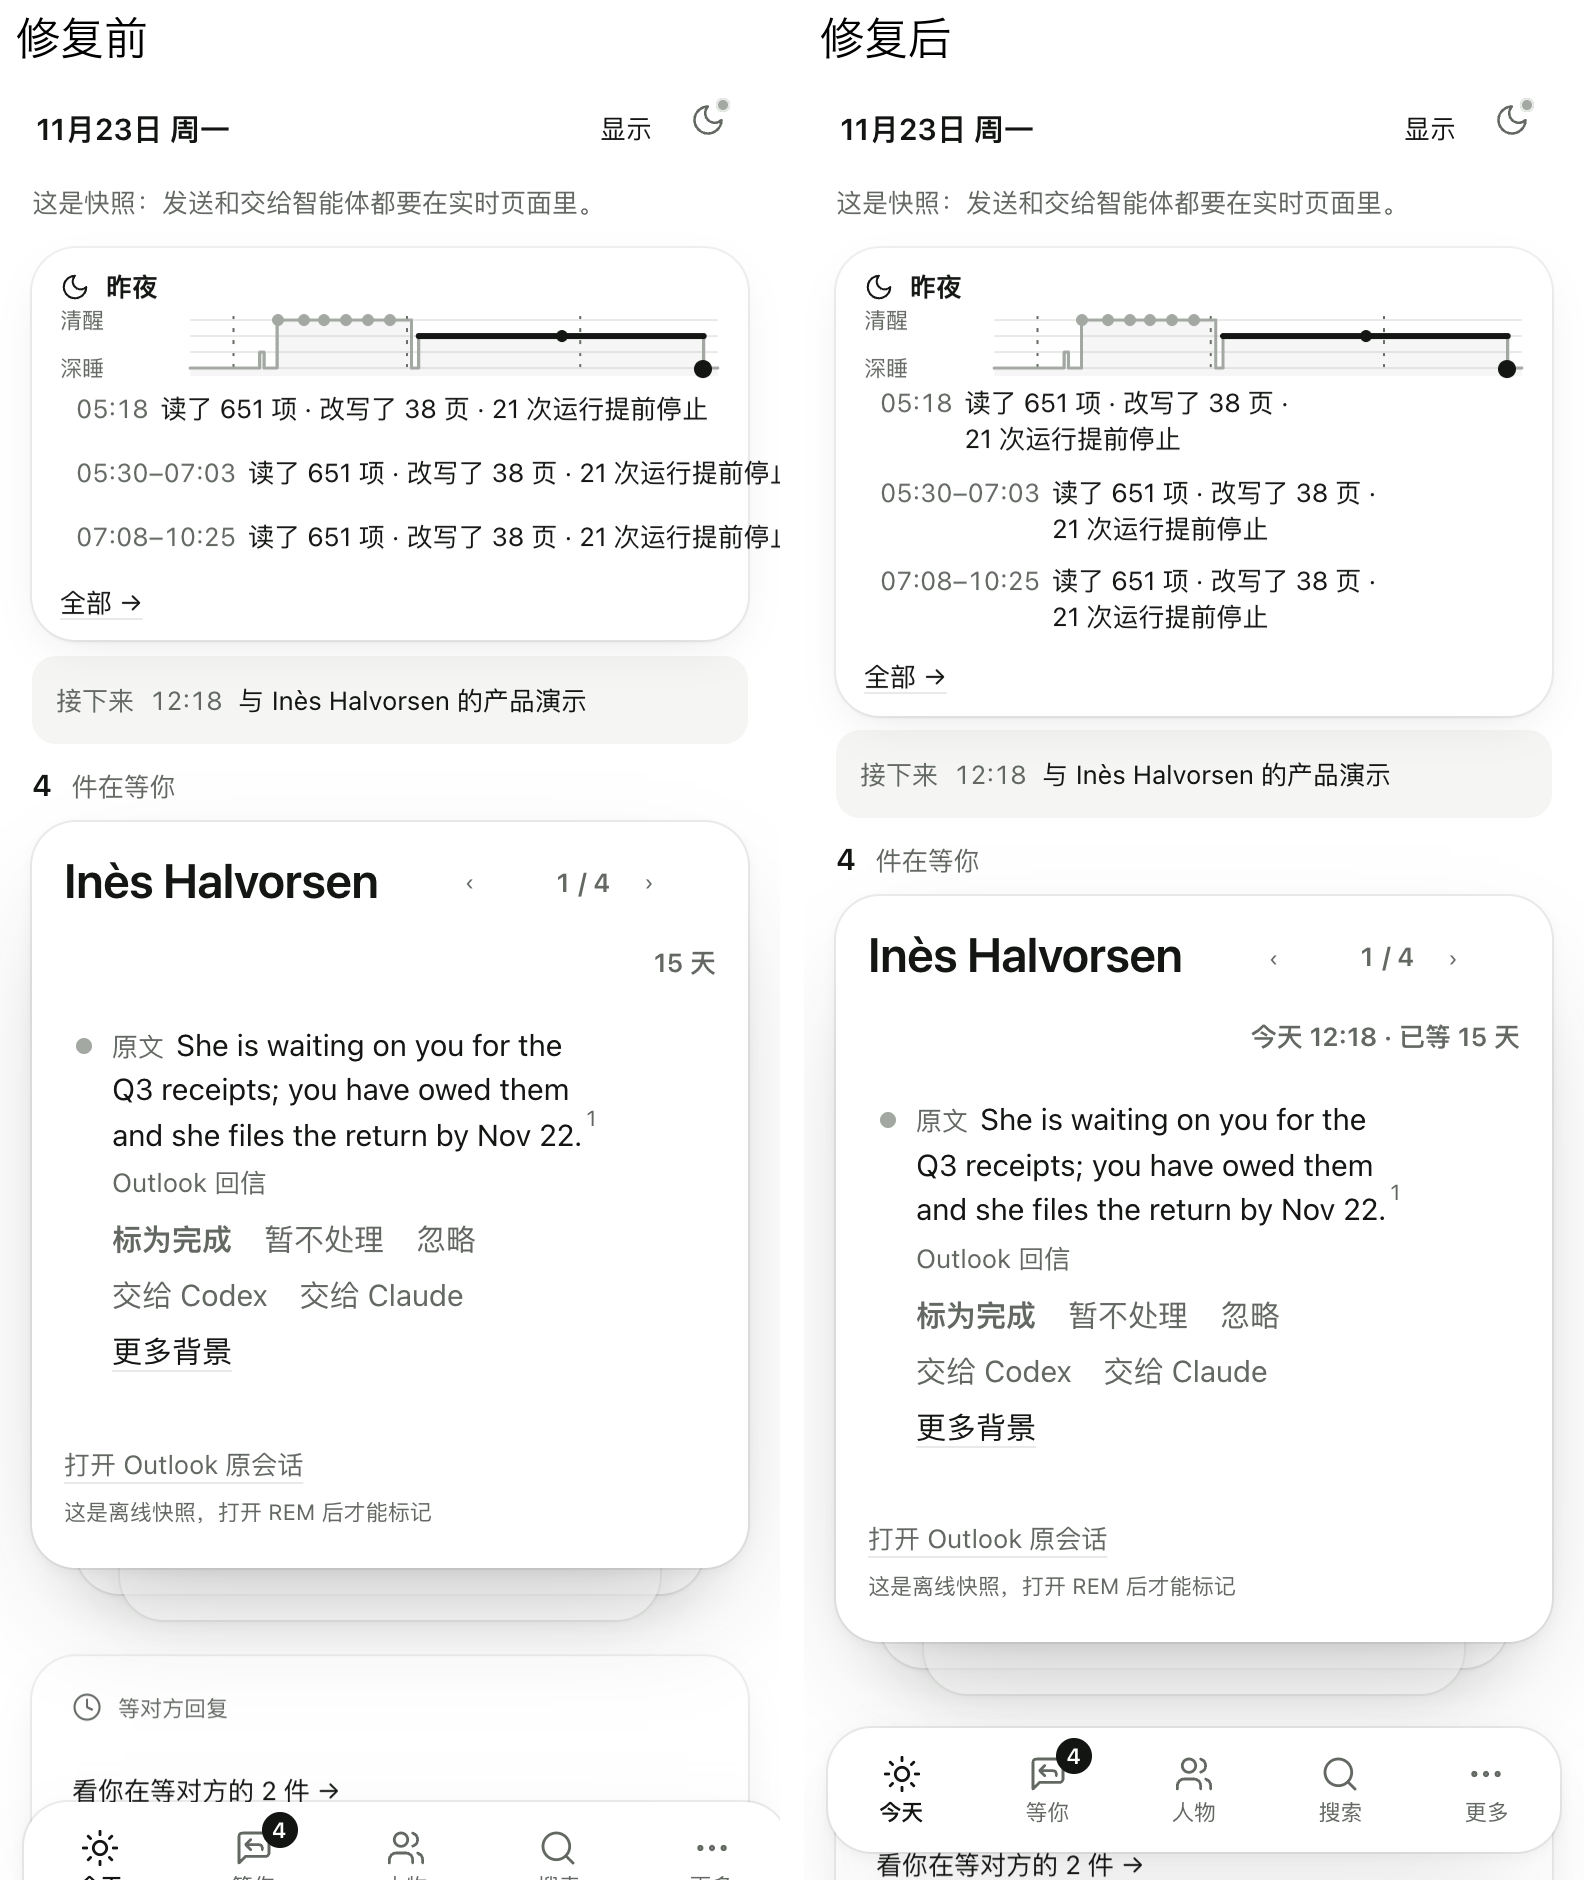 修复前
11月23日 周一
显示
这是快照：发送和交给智能体都要在实时页面里。
昨夜
清醒
深睡
05:18 读了 651 项 · 改写了 38 页 · 21 次运行提前停止
05:30–07:03 读了 651 项 · 改写了 38 页 · 21 次运行提前停
07:08–10:25 读了 651 项 · 改写了 38 页 · 21 次运行提前停
全部 →
接下来 12:18 与 Inès Halvorsen 的产品演示
4 件在等你
Inès Halvorsen ‹ 1 / 4 ›
15 天
原文 She is waiting on you for the
Q3 receipts; you have owed them
and she files the return by Nov 22. 1
Outlook 回信
标为完成 暂不处理 忽略
交给 Codex 交给 Claude
更多背景
打开 Outlook 原会话
这是离线快照，打开 REM 后才能标记
等对方回复
看你在等对方的 2 件 →
4
修复后
11月23日 周一
显示
这是快照：发送和交给智能体都要在实时页面里。
昨夜
清醒
深睡
05:18 读了 651 项 · 改写了 38 页 ·
21 次运行提前停止
05:30–07:03 读了 651 项 · 改写了 38 页 ·
21 次运行提前停止
07:08–10:25 读了 651 项 · 改写了 38 页 ·
21 次运行提前停止
全部 →
接下来 12:18 与 Inès Halvorsen 的产品演示
4 件在等你
Inès Halvorsen ‹ 1 / 4 ›
今天 12:18 · 已等 15 天
原文 She is waiting on you for the
Q3 receipts; you have owed them
and she files the return by Nov 22. 1
Outlook 回信
标为完成 暂不处理 忽略
交给 Codex 交给 Claude
更多背景
打开 Outlook 原会话
这是离线快照，打开 REM 后才能标记
4
今天 等你 人物 搜索 更多
看你在等对方的 2 件 →